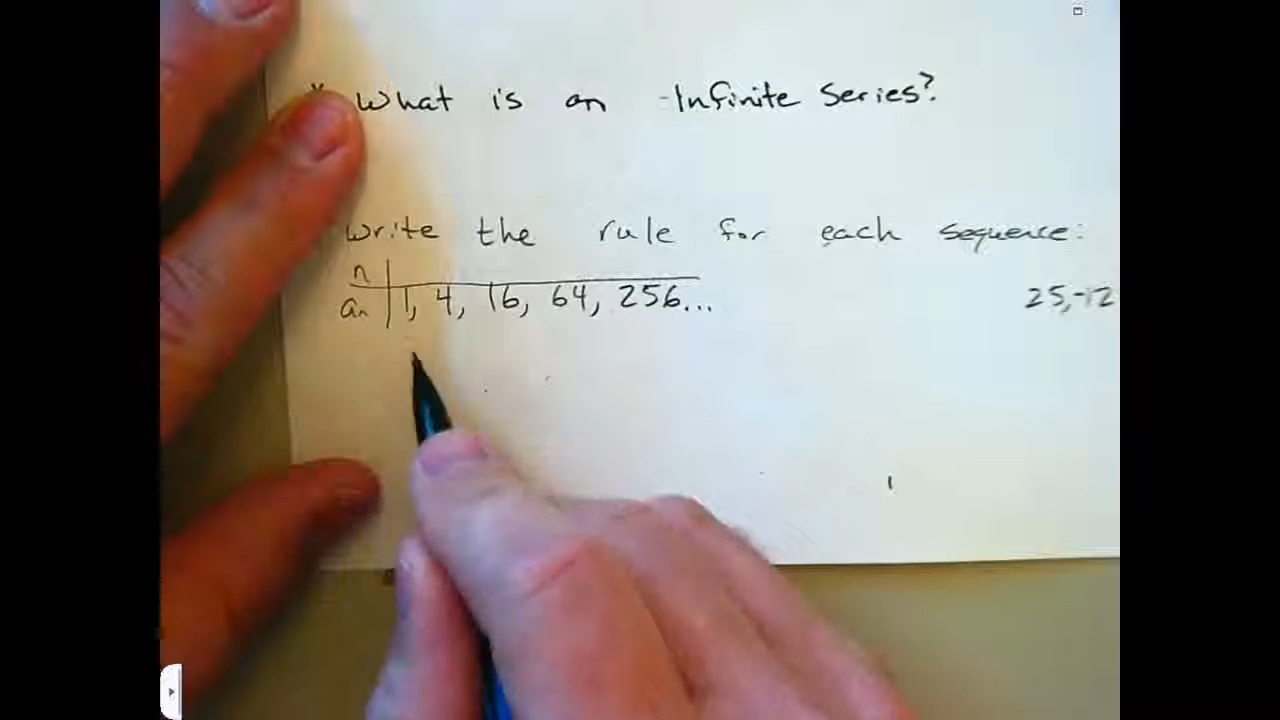 * What is an Infinite Series?
Write the rule for each sequence:
n
an 1, 4, 16, 64, 256... 25,-12